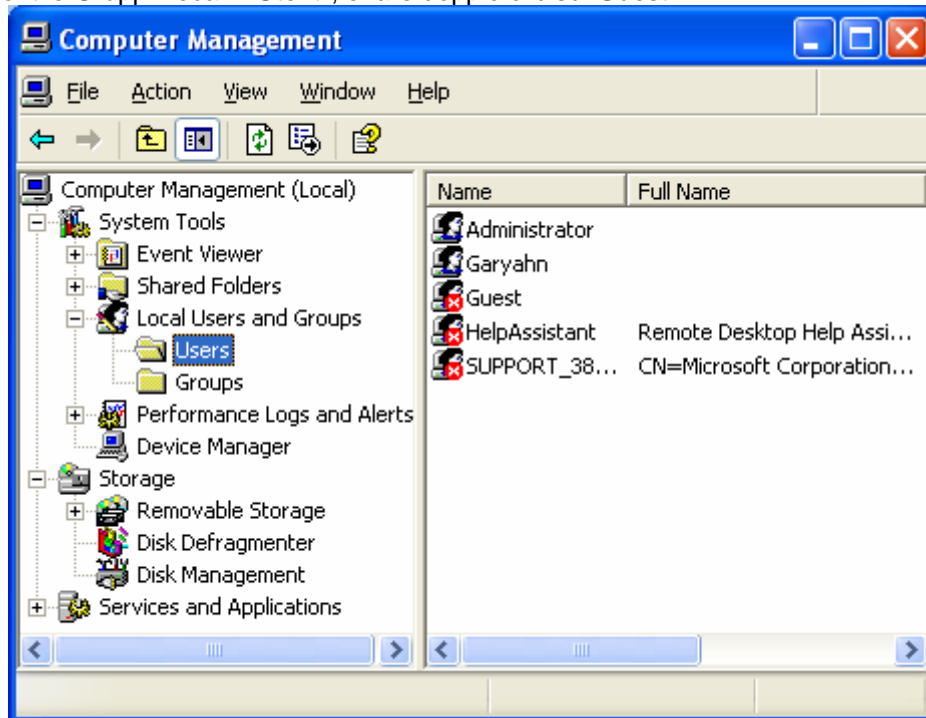 Computer Management
File Action View Window Help
Computer Management (Local)
System Tools
Event Viewer
Shared Folders
Local Users and Groups
Users
Groups
Performance Logs and Alerts
Device Manager
Storage
Removable Storage
Disk Defragmenter
Disk Management
Services and Applications
Name Full Name
Administrator
Garyahn
Guest
HelpAssistant Remote Desktop Help Assi...
SUPPORT_38... CN=Microsoft Corporation...